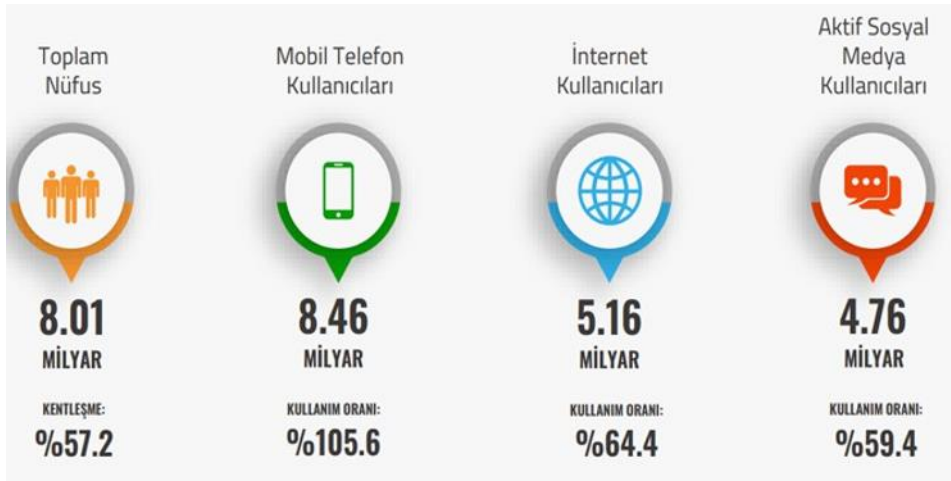 Toplam
Nüfus
8.01
MİLYAR
KENTLEŞME:
%57.2
Mobil Telefon
Kullanıcıları
8.46
MİLYAR
KULLANIM ORANI:
%105.6
İnternet
Kullanıcıları
5.16
MİLYAR
KULLANIM ORANI:
%64.4
Aktif Sosyal
Medya
Kullanıcıları
4.76
MİLYAR
KULLANIM ORANI:
%59.4